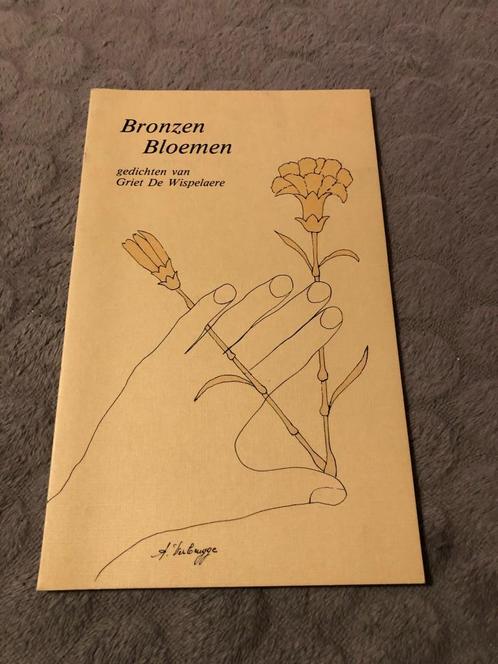 Bronzen
Bloemen
gedichten van
Griet De Wispelaere